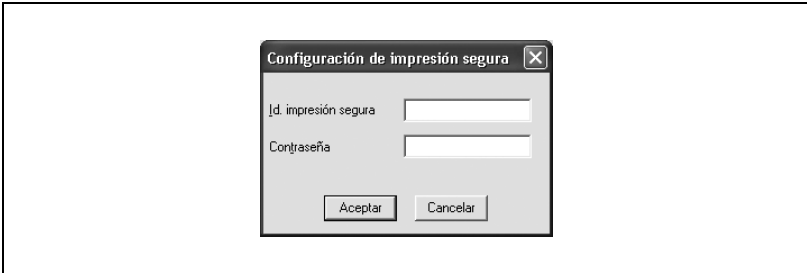 Configuración de impresión segura
Id. impresión segura
Contraseña
Aceptar Cancelar